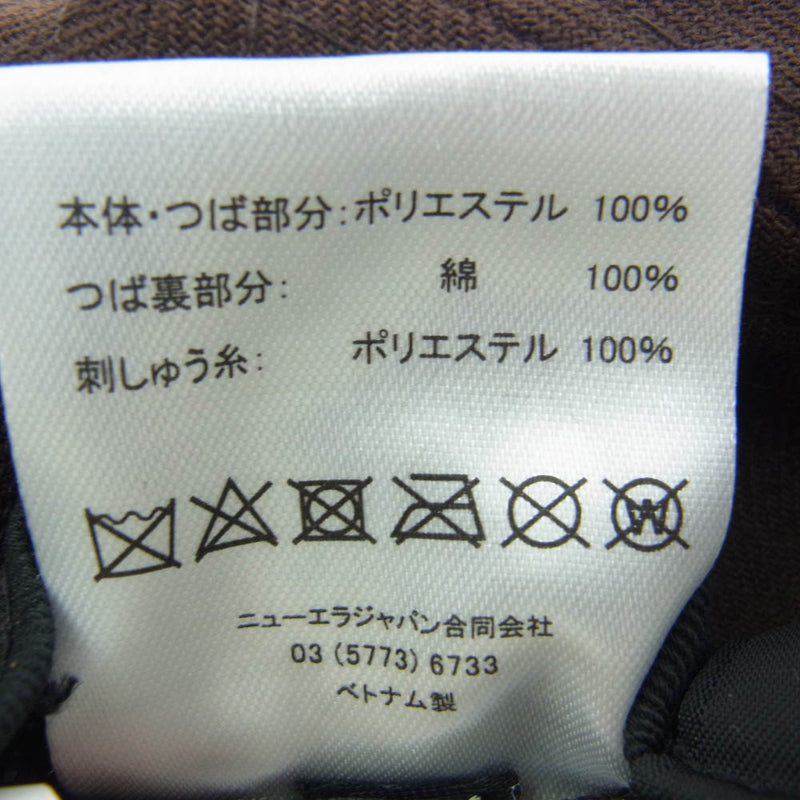 本体・つば部分：ポリエステル 100%
つば裏部分： 綿 100%
刺しゅう糸： ポリエステル 100%
W
ニューエラジャパン合同会社
03 (5773) 6733
ベトナム製